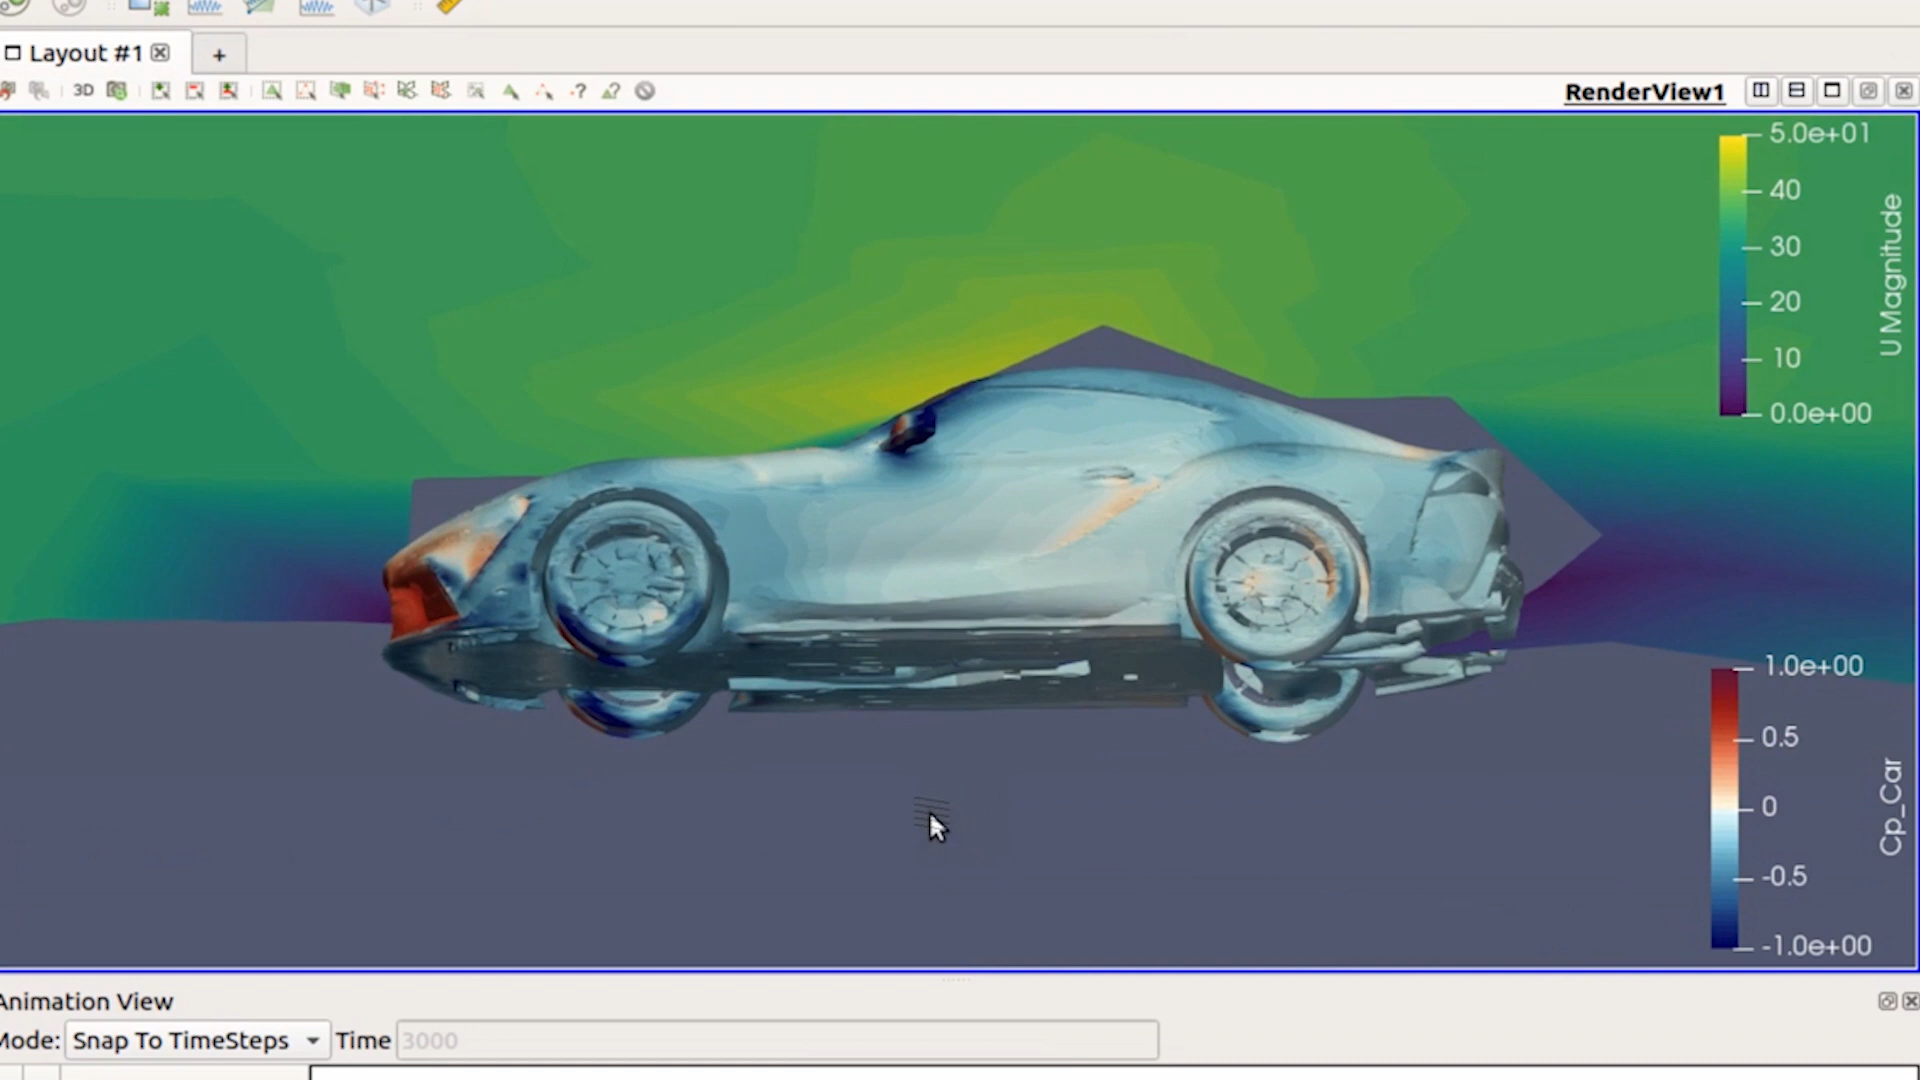 Layout #1
+
3D
?
?
RenderView1
5.0e+01
40
30
20
10
0.0e+00
U Magnitude
1.0e+00
0.5
0
-0.5
-1.0e+00
Cp_Car
Animation View
Mode: Snap To TimeSteps Time 3000